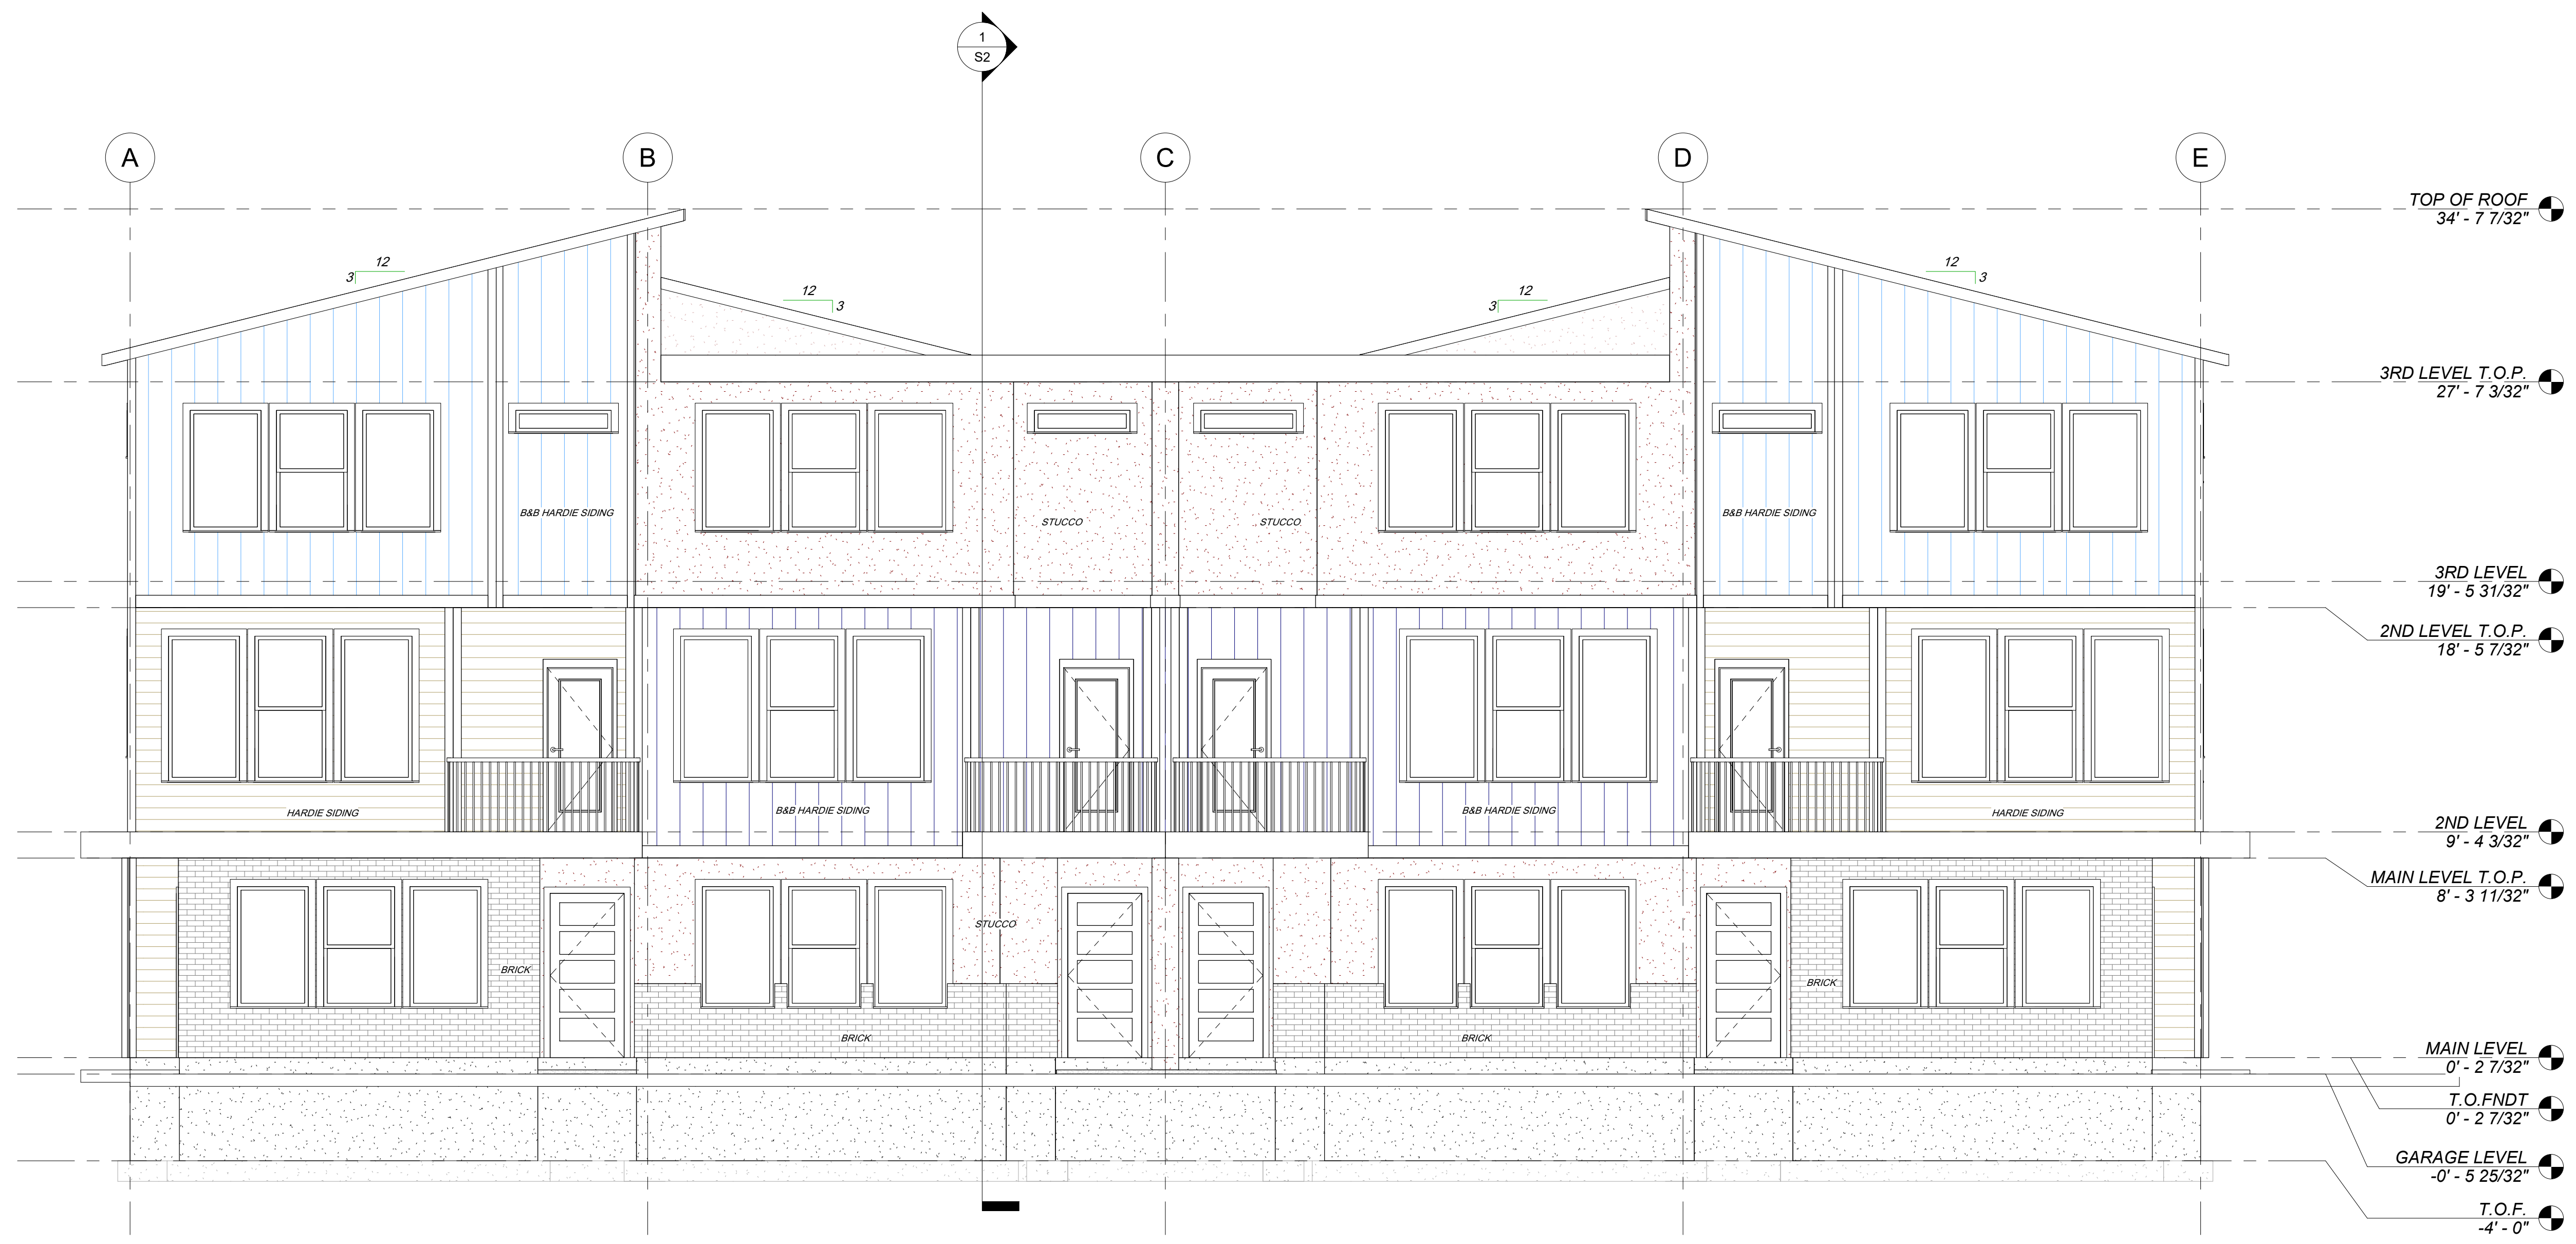 1
S2
A
B
C
D
E
TOP OF ROOF
34' - 7 7/32"
12
3
12
3
12
3
12
3
3RD LEVEL T.O.P.
27' - 7 3/32"
B&B HARDIE SIDING
STUCCO
STUCCO
B&B HARDIE SIDING
3RD LEVEL
19' - 5 31/32"
2ND LEVEL T.O.P.
18' - 5 7/32"
HARDIE SIDING
B&B HARDIE SIDING
B&B HARDIE SIDING
HARDIE SIDING
2ND LEVEL
9' - 4 3/32"
MAIN LEVEL T.O.P.
8' - 3 11/32"
STUCCO
BRICK
BRICK
BRICK
BRICK
MAIN LEVEL
0' - 2 7/32"
T.O.FNDT
0' - 2 7/32"
GARAGE LEVEL
-0' - 5 25/32"
T.O.F.
-4' - 0"